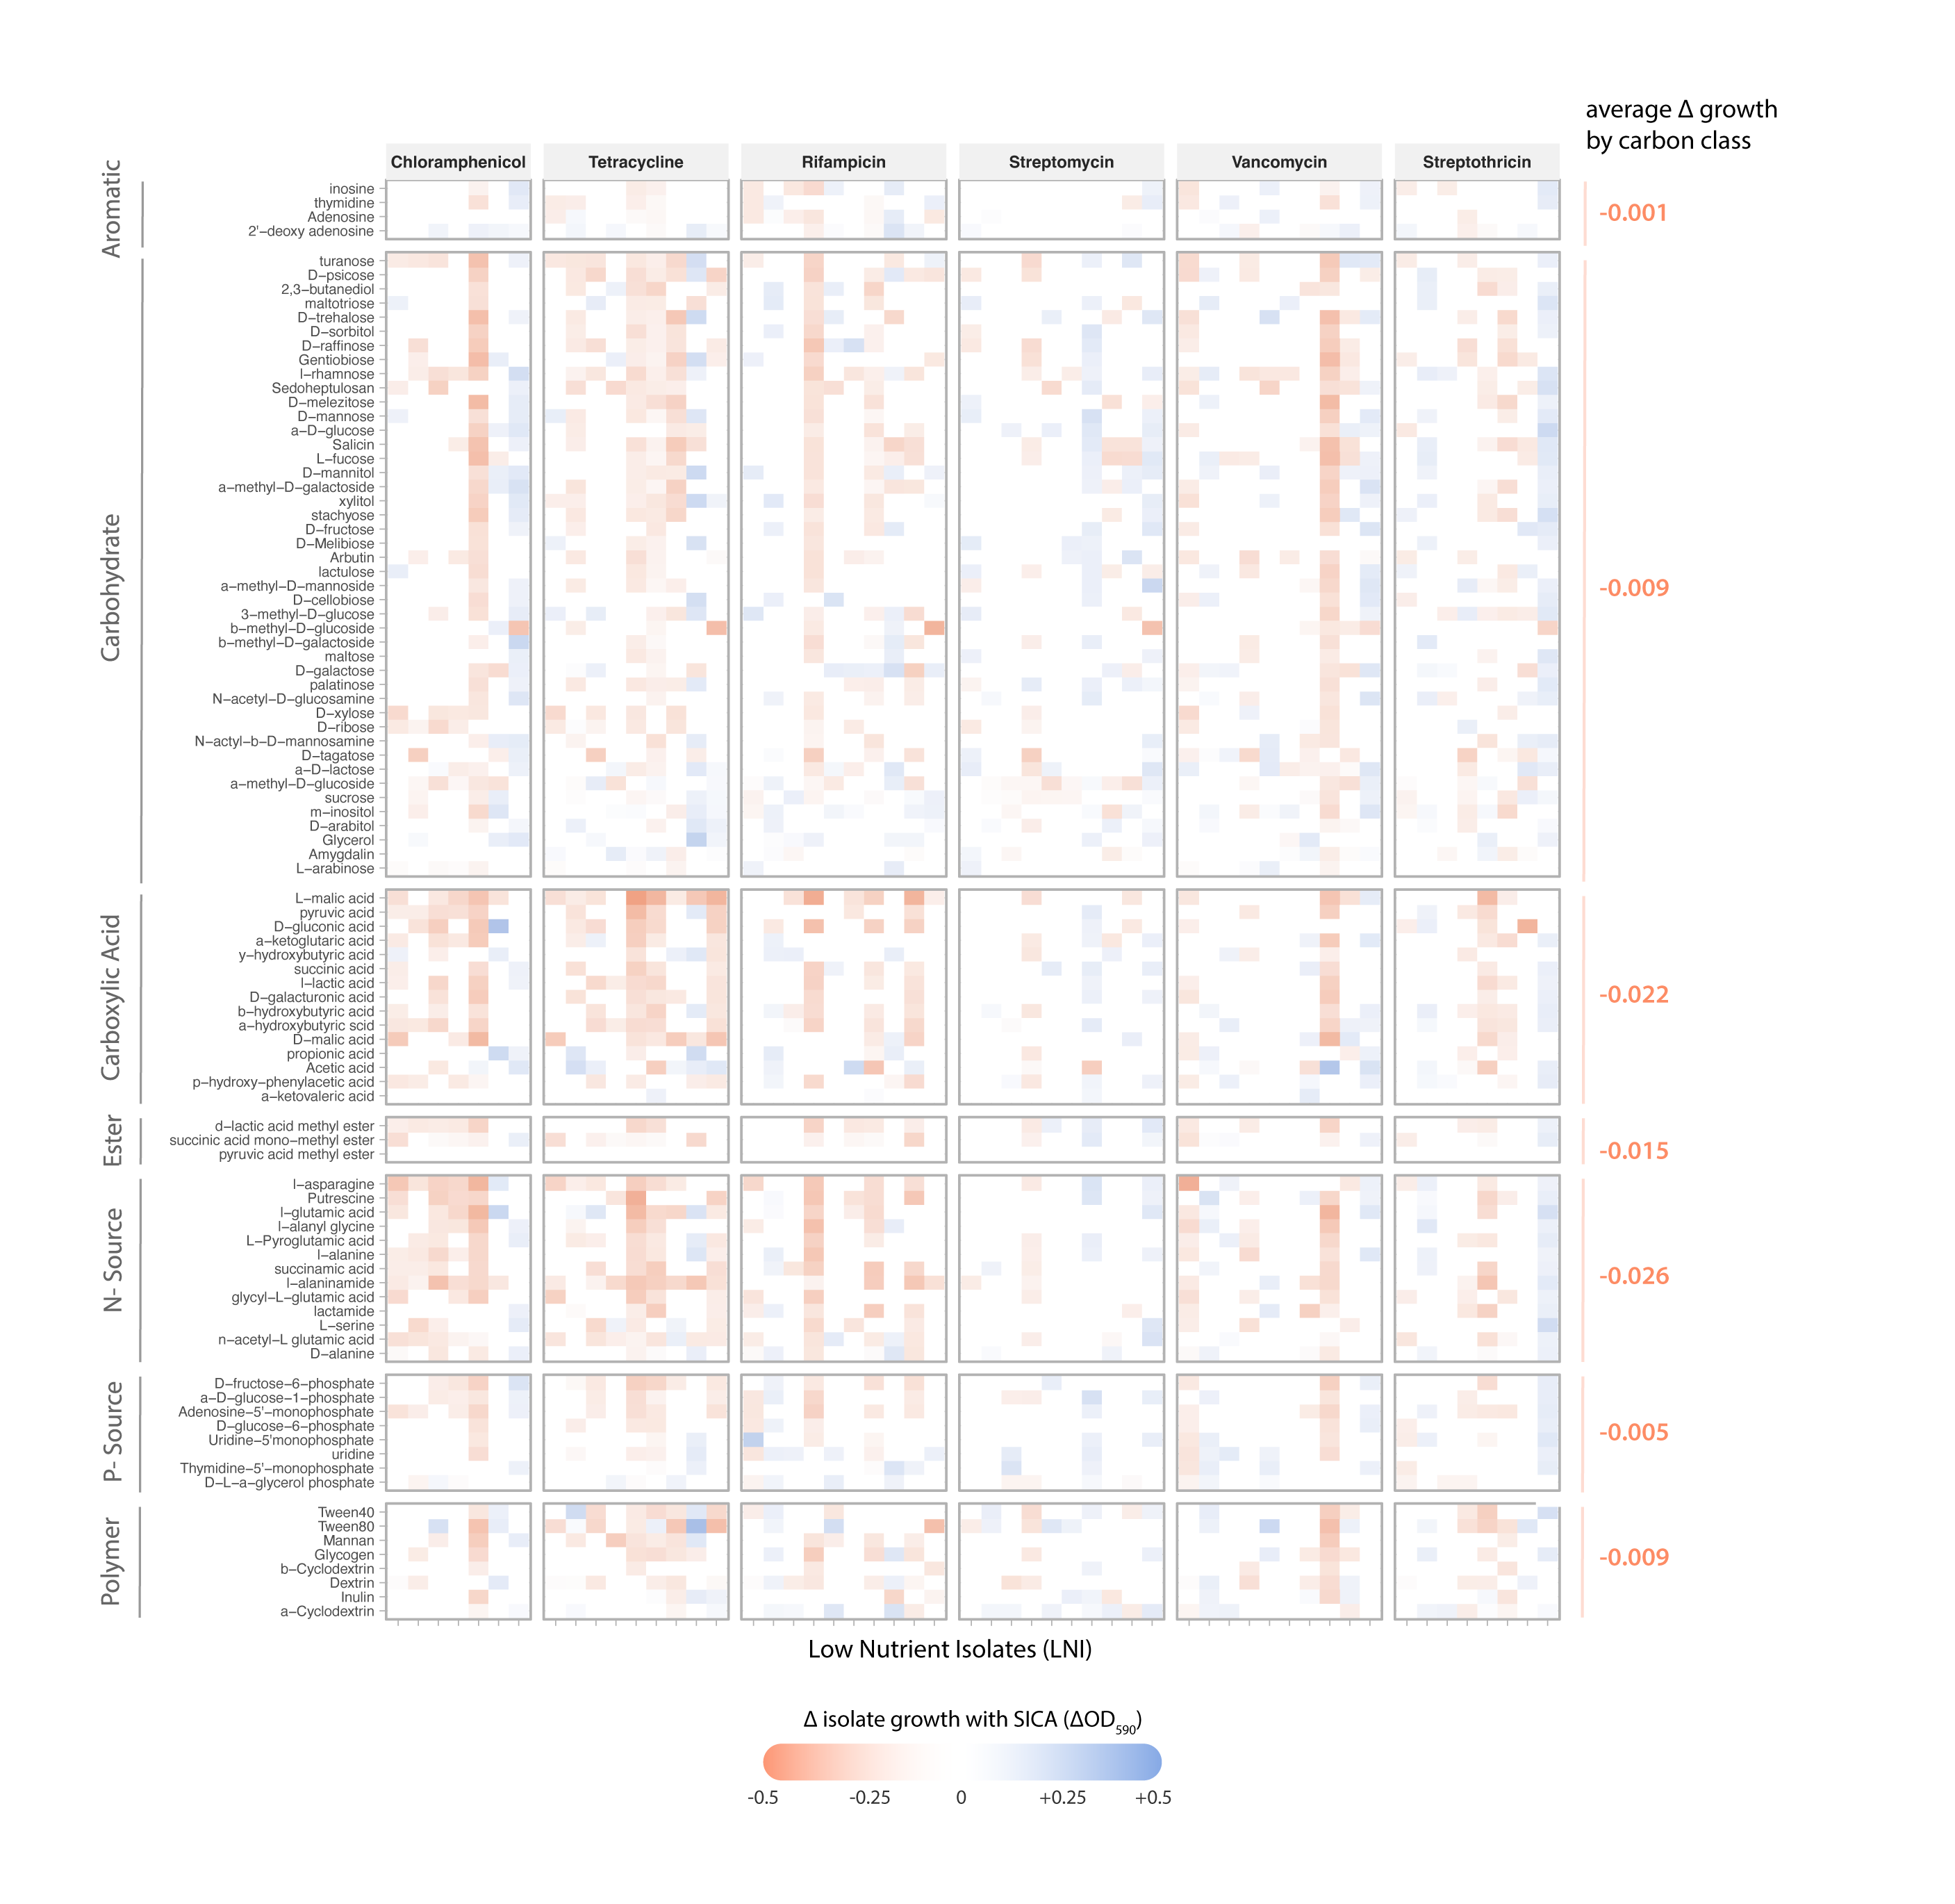 average Δ growth
by carbon class
Chloramphenicol Tetracycline Rifampicin Streptomycin Vancomycin Streptothricin
Aromatic
inosine
thymidine
Adenosine
2'−deoxy adenosine
-0.001
Carbohydrate
turanose
D−psicose
2,3−butanediol
maltotriose
D−trehalose
D−sorbitol
D−raffinose
Gentiobiose
l−rhamnose
Sedoheptulosan
D−melezitose
D−mannose
a−D−glucose
Salicin
L−fucose
D−mannitol
a−methyl−D−galactoside
xylitol
stachyose
D−fructose
D−Melibiose
Arbutin
lactulose
a−methyl−D−mannoside
D−cellobiose
3−methyl−D−glucose
b−methyl−D−glucoside
b−methyl−D−galactoside
maltose
D−galactose
palatinose
N−acetyl−D−glucosamine
D−xylose
D−ribose
N−actyl−b−D−mannosamine
D−tagatose
a−D−lactose
a−methyl−D−glucoside
sucrose
m−inositol
D−arabitol
Glycerol
Amygdalin
L−arabinose
-0.009
Carboxylic Acid
L−malic acid
pyruvic acid
D−gluconic acid
a−ketoglutaric acid
y−hydroxybutyric acid
succinic acid
l−lactic acid
D−galacturonic acid
b−hydroxybutyric acid
a−hydroxybutyric scid
D−malic acid
propionic acid
Acetic acid
p−hydroxy−phenylacetic acid
a−ketovaleric acid
-0.022
Ester
d−lactic acid methyl ester
succinic acid mono−methyl ester
pyruvic acid methyl ester
-0.015
N- Source
l−asparagine
Putrescine
l−glutamic acid
l−alanyl glycine
L−Pyroglutamic acid
l−alanine
succinamic acid
l−alaninamide
glycyl−L−glutamic acid
lactamide
L−serine
n−acetyl−L glutamic acid
D−alanine
-0.026
P- Source
D−fructose−6−phosphate
a−D−glucose−1−phosphate
Adenosine−5'−monophosphate
D−glucose−6−phosphate
Uridine−5'monophosphate
uridine
Thymidine−5'−monophosphate
D−L−a−glycerol phosphate
-0.005
Polymer
Tween40
Tween80
Mannan
Glycogen
b−Cyclodextrin
Dextrin
Inulin
a−Cyclodextrin
-0.009
Low Nutrient Isolates (LNI)
Δ isolate growth with SICA (ΔOD590)
-0.5 -0.25 0 +0.25 +0.5